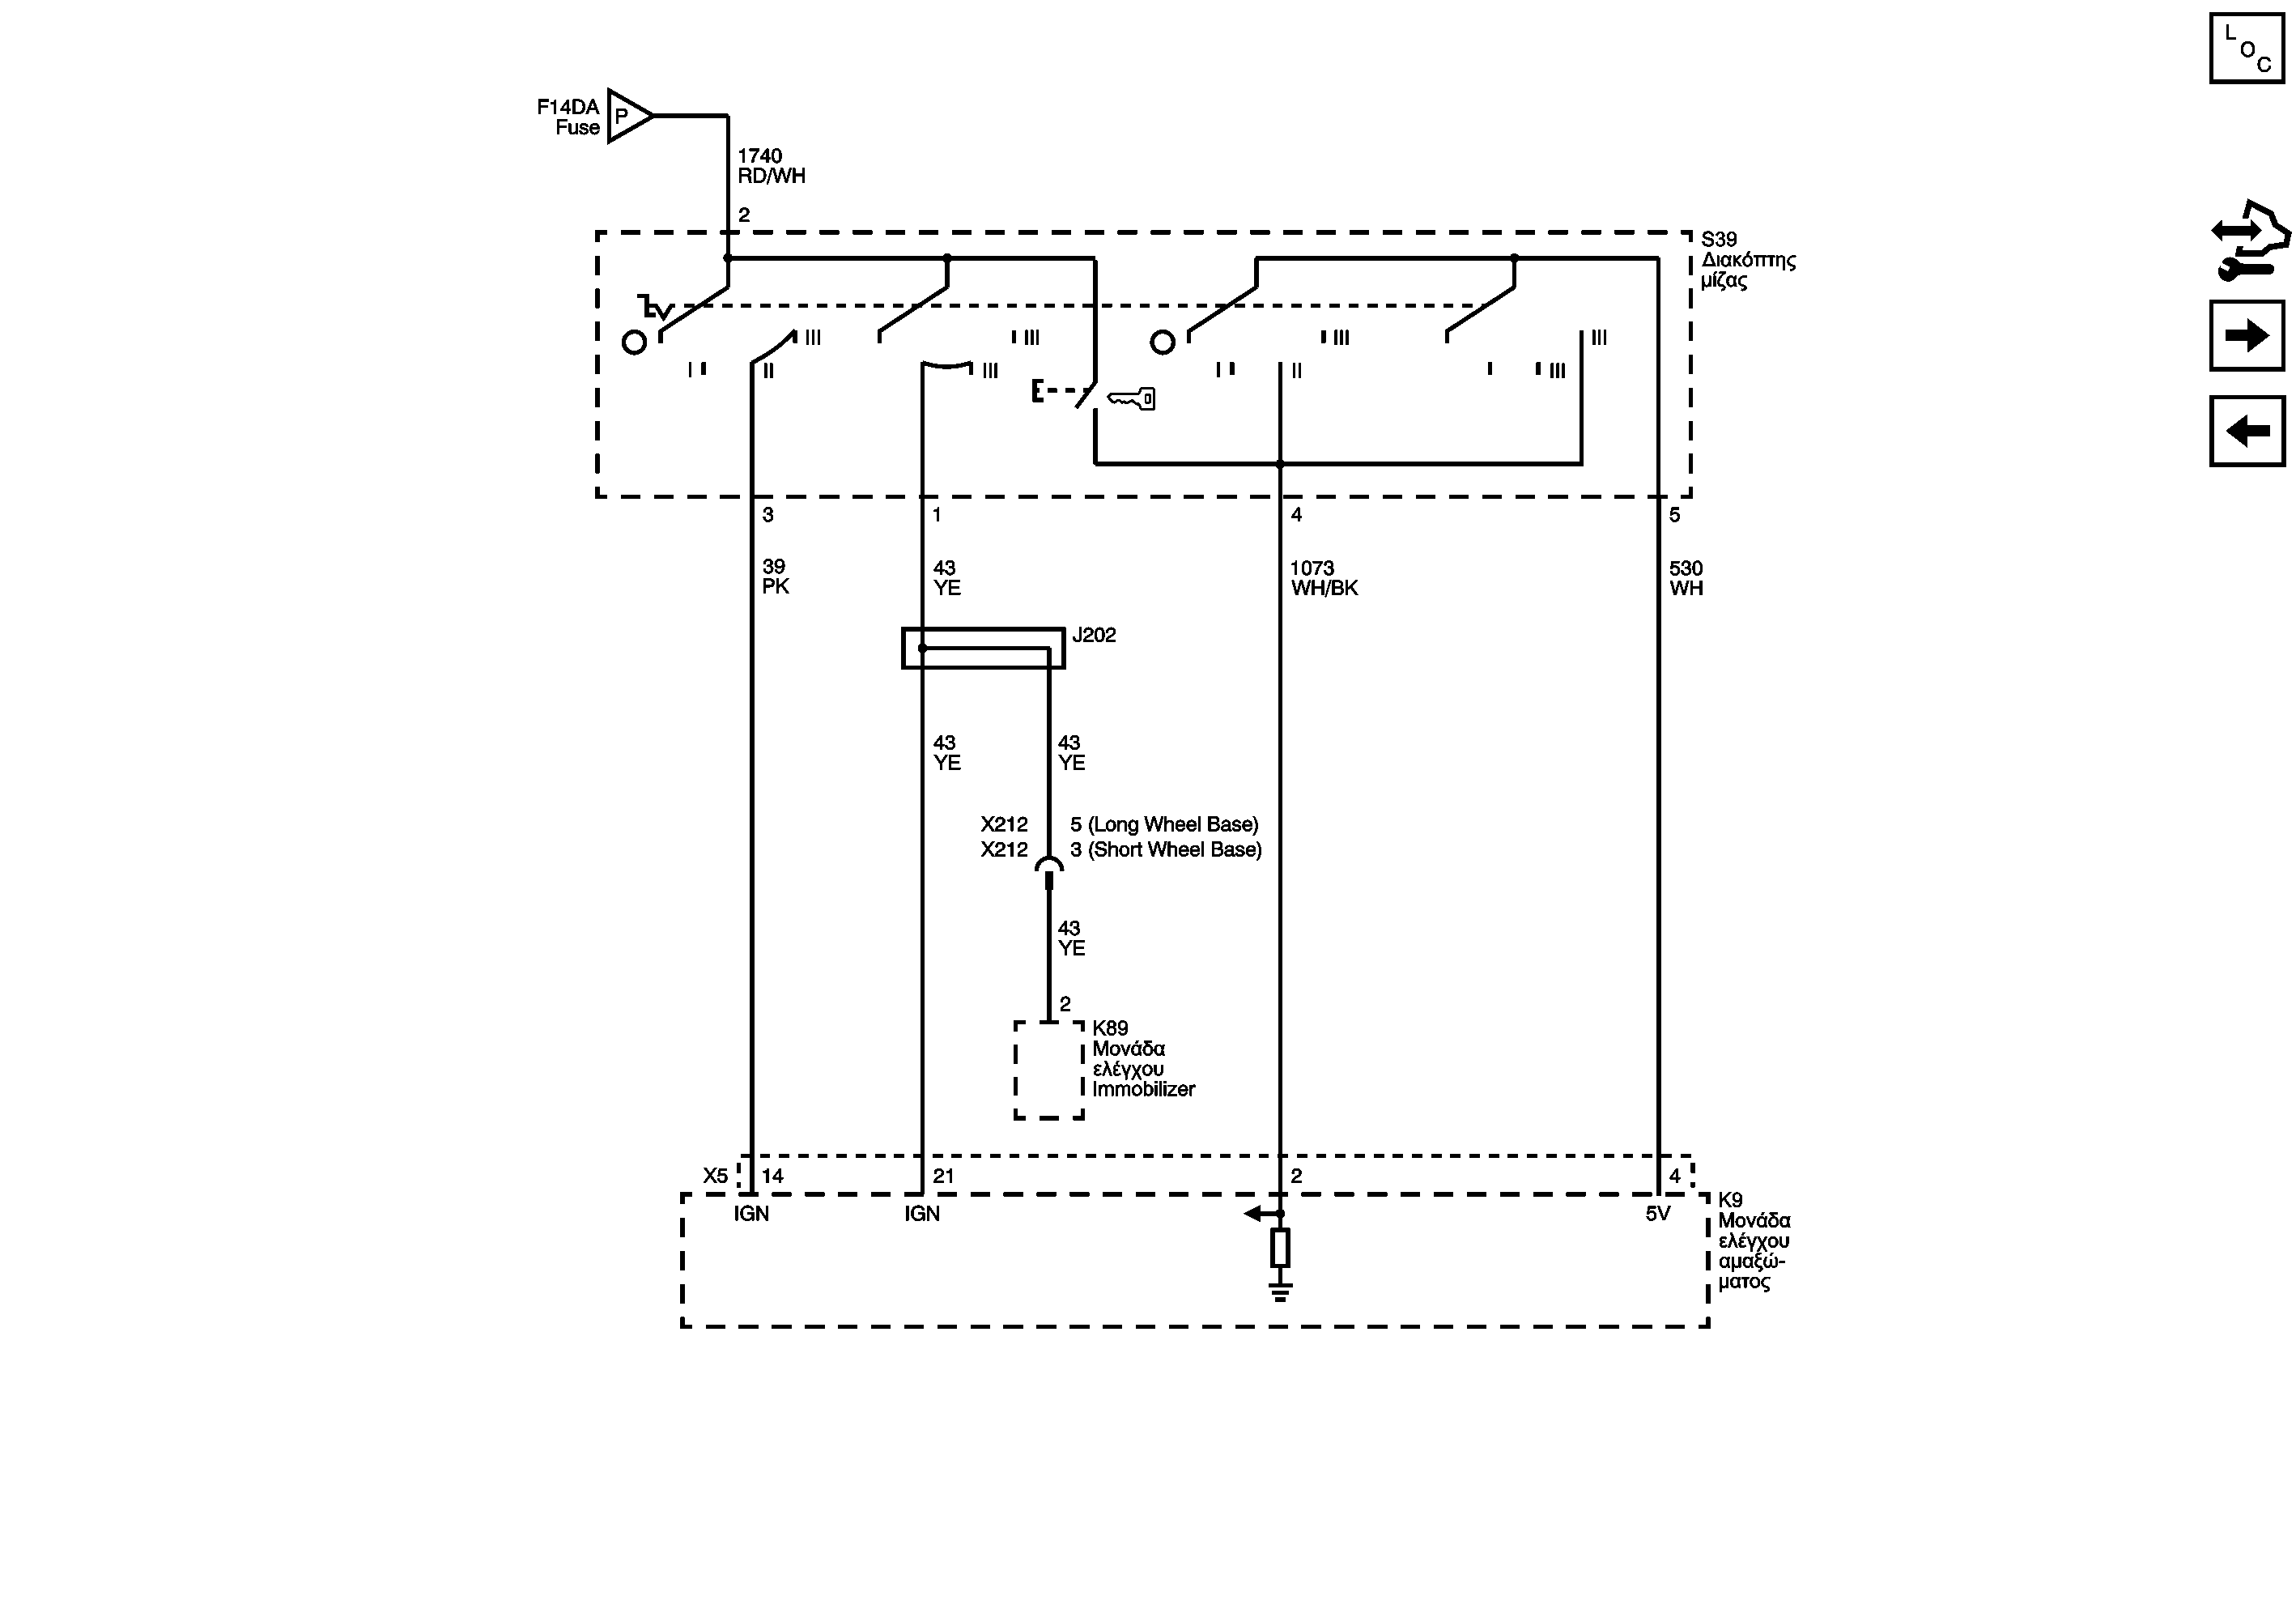 L
O
C
F14DA
Fuse
P
1740
RD/WH
2
S39
Διακόπτης
μίζας
III
III
III
III
I
II
III
I
II
I
III
3
1
4
5
39
PK
43
YE
1073
WH/BK
530
WH
J202
43
YE
43
YE
X212
5 (Long Wheel Base)
X212
3 (Short Wheel Base)
43
YE
2
K89
Μονάδα
ελέγχου
Immobilizer
X5
14
21
2
4
IGN
IGN
5V
K9
Μονάδα
ελέγχου
αμαξώ-
ματος